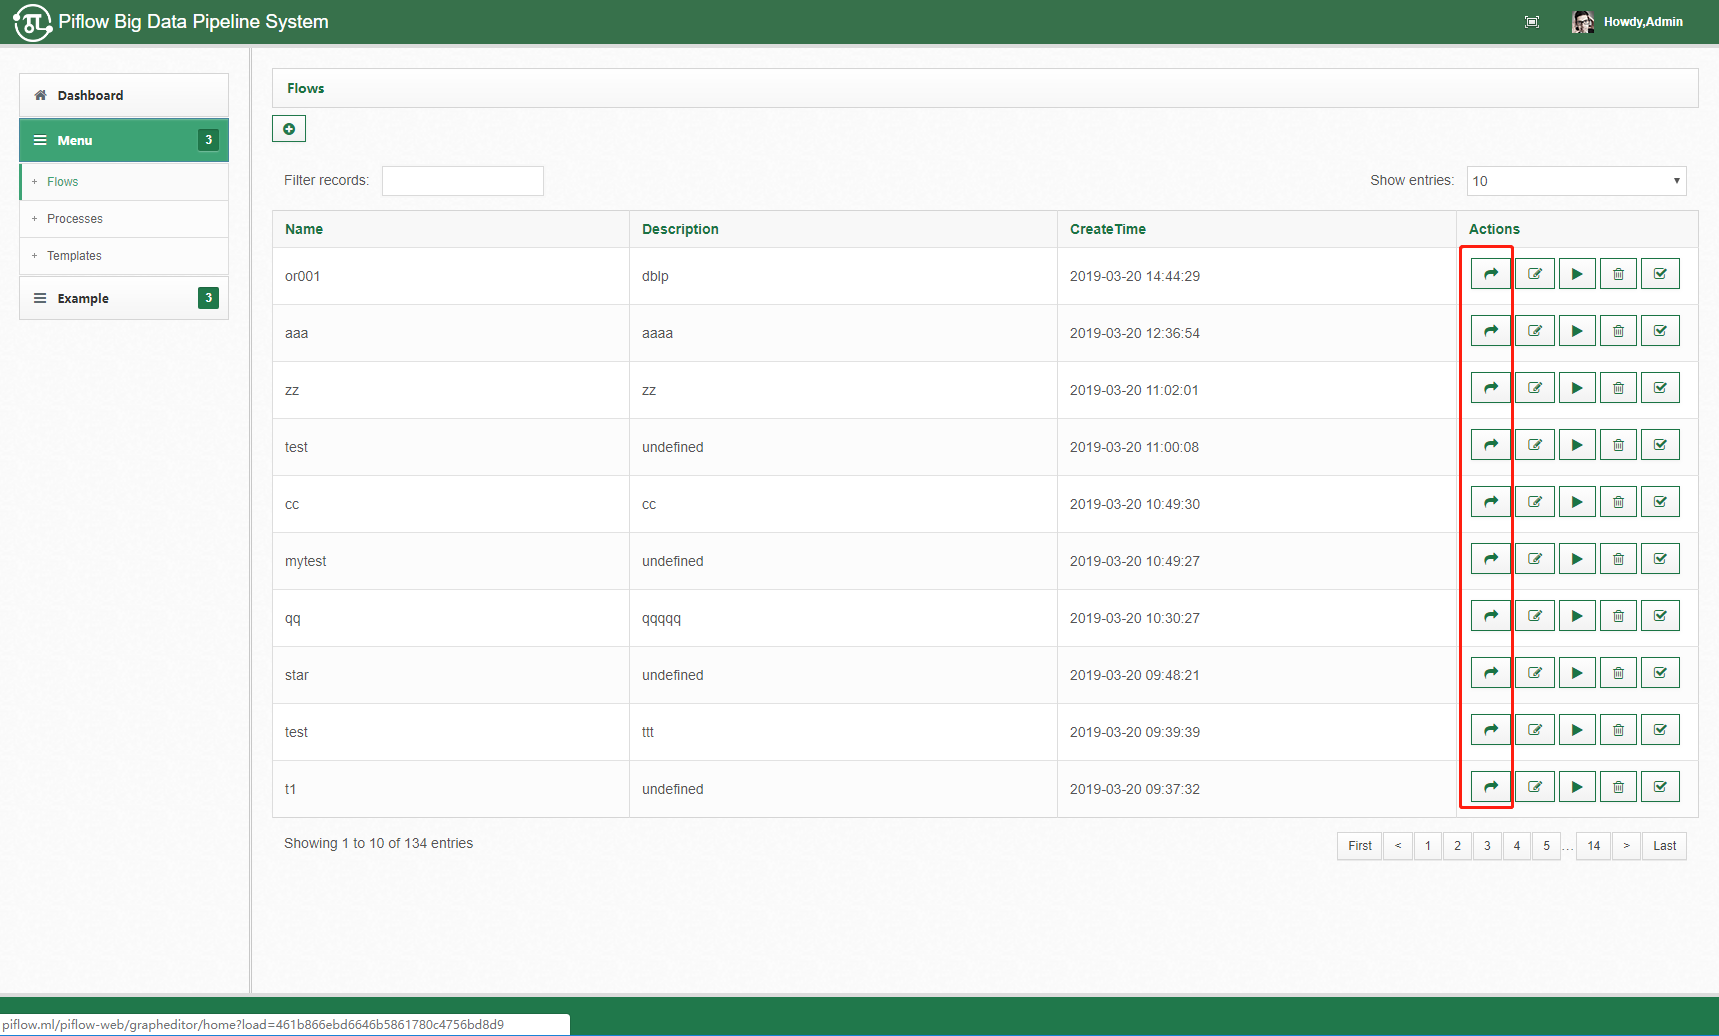 Piflow Big Data Pipeline System
Howdy,Admin
Dashboard
Menu 3
+ Flows
+ Processes
+ Templates
Example 3
Flows
Filter records:
Show entries: 10
Name Description CreateTime Actions
or001 dblp 2019-03-20 14:44:29
aaa aaaa 2019-03-20 12:36:54
zz zz 2019-03-20 11:02:01
test undefined 2019-03-20 11:00:08
cc cc 2019-03-20 10:49:30
mytest undefined 2019-03-20 10:49:27
qq qqqqq 2019-03-20 10:30:27
star undefined 2019-03-20 09:48:21
test ttt 2019-03-20 09:39:39
t1 undefined 2019-03-20 09:37:32
Showing 1 to 10 of 134 entries
First < 1 2 3 4 5 ... 14 > Last
piflow.ml/piflow-web/grapheditor/home?load=461b866ebd6646b5861780c4756bd8d9